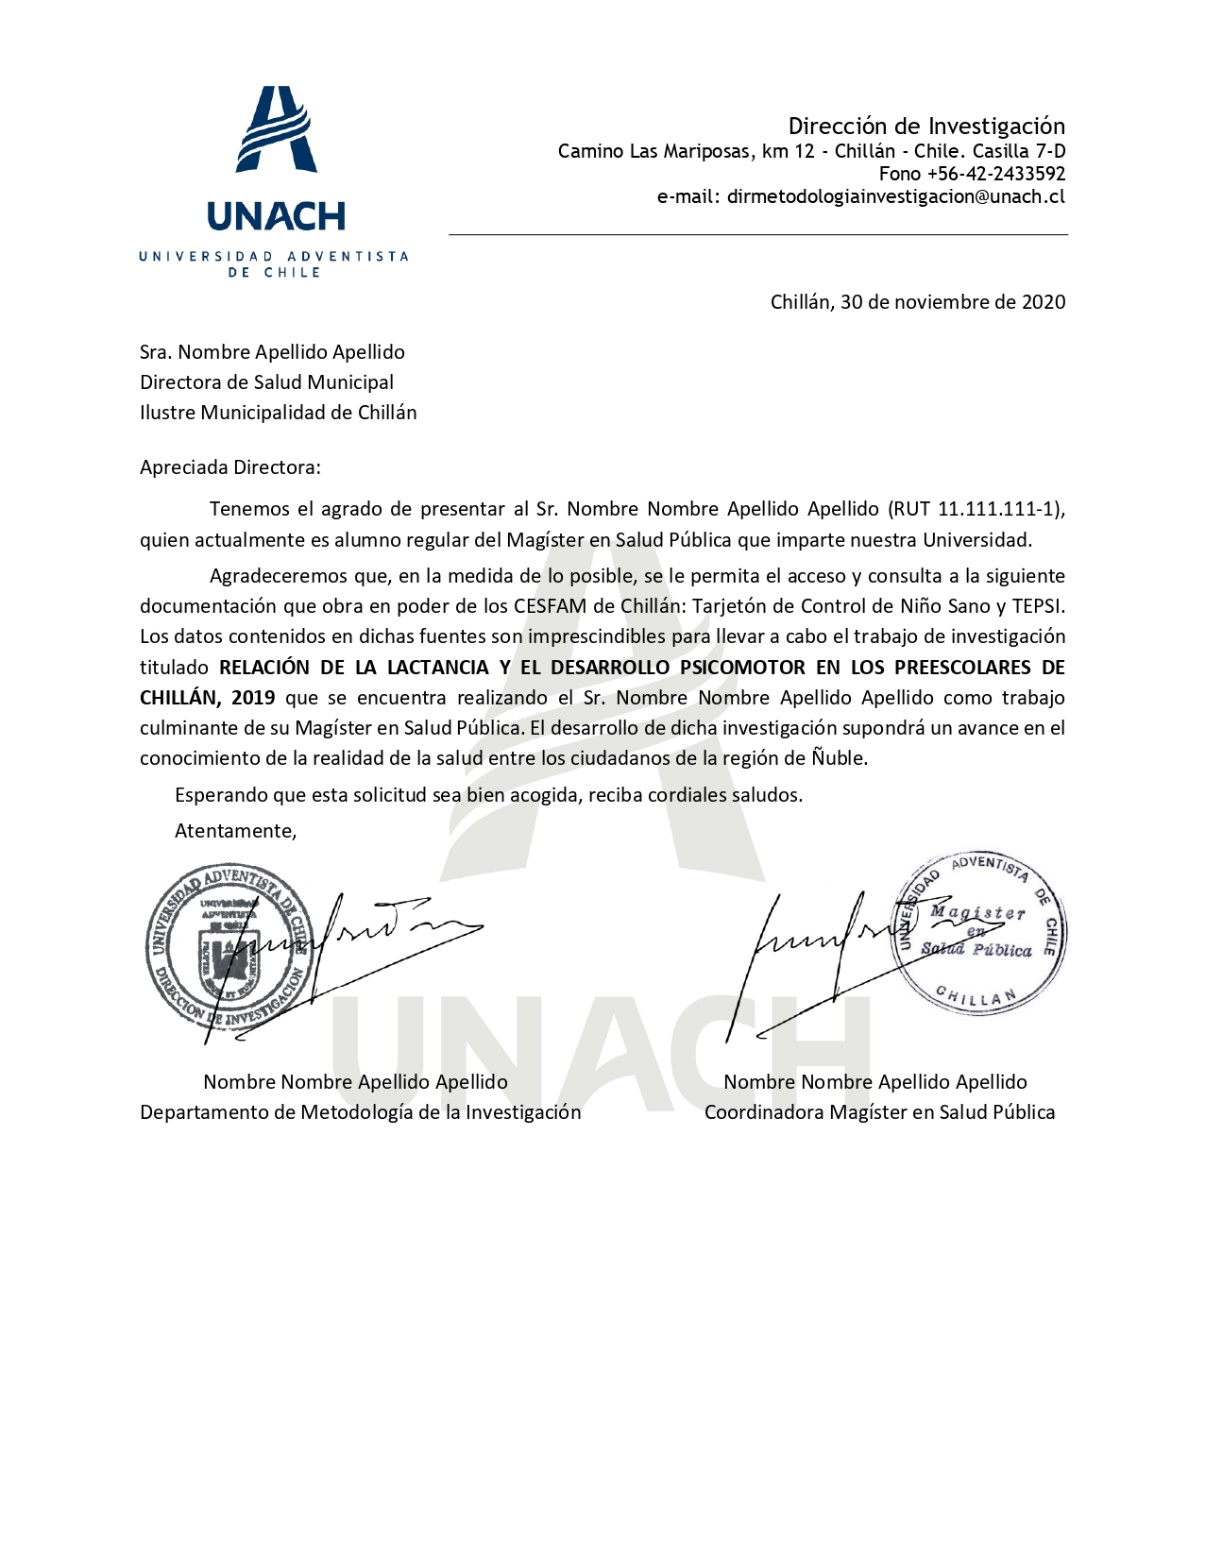 UNACH
UNIVERSIDAD ADVENTISTA
DE CHILE
Dirección de Investigación
Camino Las Mariposas, km 12 - Chillán - Chile. Casilla 7-D
Fono +56-42-2433592
e-mail: dirmetodologiainvestigacion@unach.cl
Chillán, 30 de noviembre de 2020
Sra. Nombre Apellido Apellido
Directora de Salud Municipal
Ilustre Municipalidad de Chillán
Apreciada Directora:
Tenemos el agrado de presentar al Sr. Nombre Nombre Apellido Apellido (RUT 11.111.111-1),
quien actualmente es alumno regular del Magíster en Salud Pública que imparte nuestra Universidad.
Agradeceremos que, en la medida de lo posible, se le permita el acceso y consulta a la siguiente
documentación que obra en poder de los CESFAM de Chillán: Tarjetón de Control de Niño Sano y TEPSI.
Los datos contenidos en dichas fuentes son imprescindibles para llevar a cabo el trabajo de investigación
titulado RELACIÓN DE LA LACTANCIA Y EL DESARROLLO PSICOMOTOR EN LOS PREESCOLARES DE
CHILLÁN, 2019 que se encuentra realizando el Sr. Nombre Nombre Apellido Apellido como trabajo
culminante de su Magíster en Salud Pública. El desarrollo de dicha investigación supondrá un avance en el
conocimiento de la realidad de la salud entre los ciudadanos de la región de Ñuble.
Esperando que esta solicitud sea bien acogida, reciba cordiales saludos.
Atentamente,
UNIVERSIDAD ADVENTISTA DE CHILE
DIRECCION DE INVESTIGACION
UNIVERSIDAD
ADVENTISTA
DE CHILE
UNIVERSIDAD ADVENTISTA DE CHILE
Magíster
en
Salud Pública
CHILLAN
UNACH
Nombre Nombre Apellido Apellido
Departamento de Metodología de la Investigación
Nombre Nombre Apellido Apellido
Coordinadora Magíster en Salud Pública